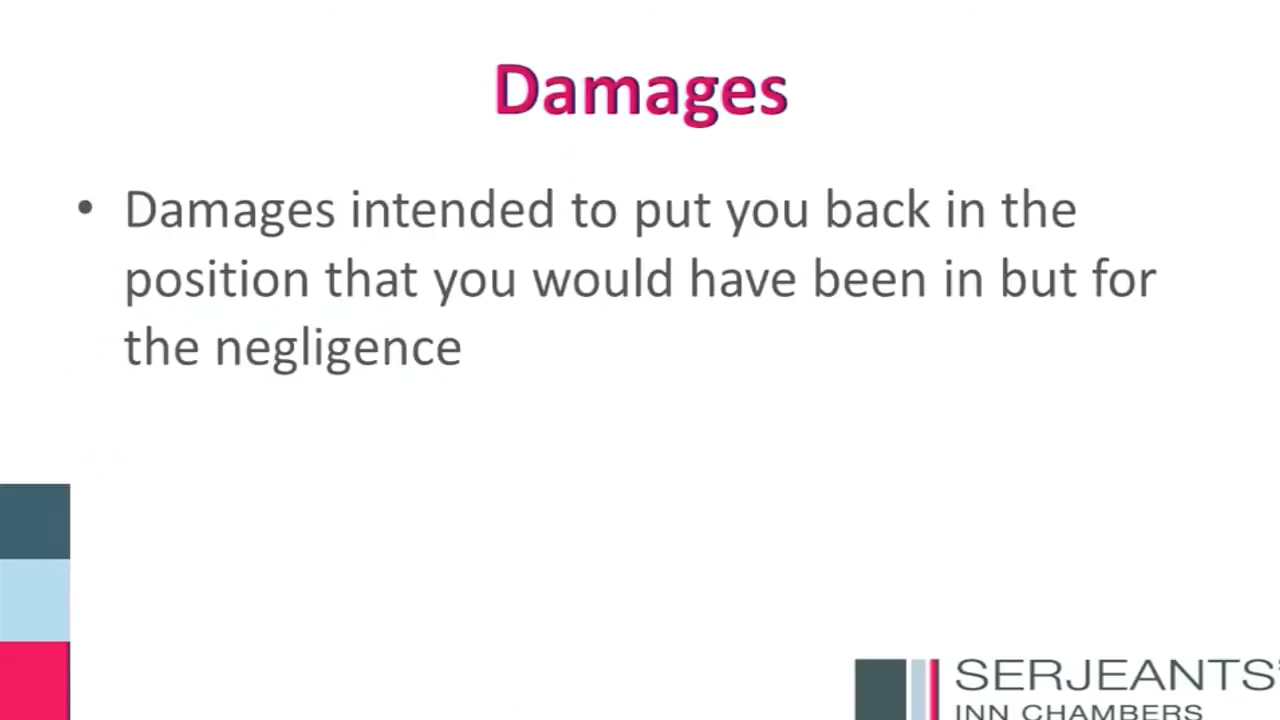 Damages
• Damages intended to put you back in the
position that you would have been in but for
the negligence
SERJEANTS'
INN CHAMBERS